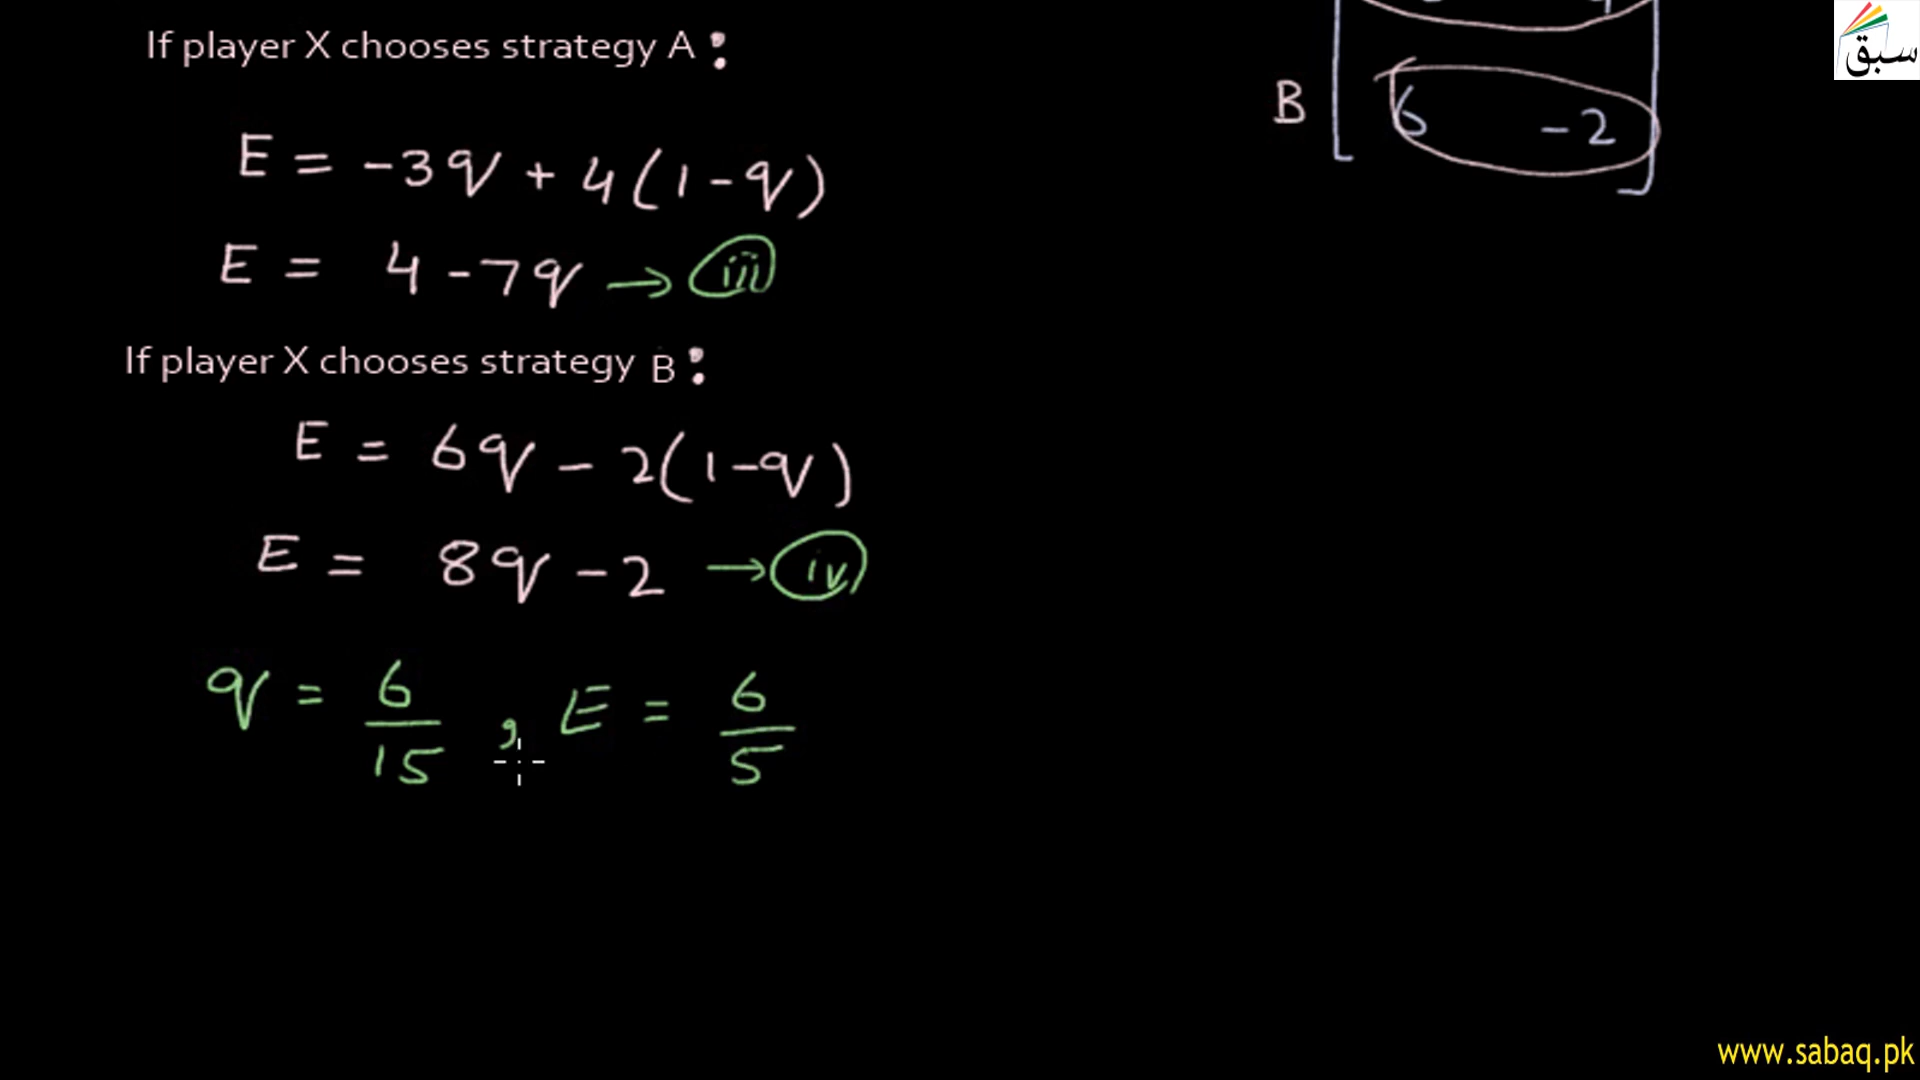 If player X chooses strategy A :
سبق
B 6 -2
E = -3q + 4(1-q)
E = 4 -7q → iii
If player X chooses strategy B :
E = 6q - 2(1-q)
E = 8q - 2 → iv
q = 6/15 , E = 6/5
www.sabaq.pk